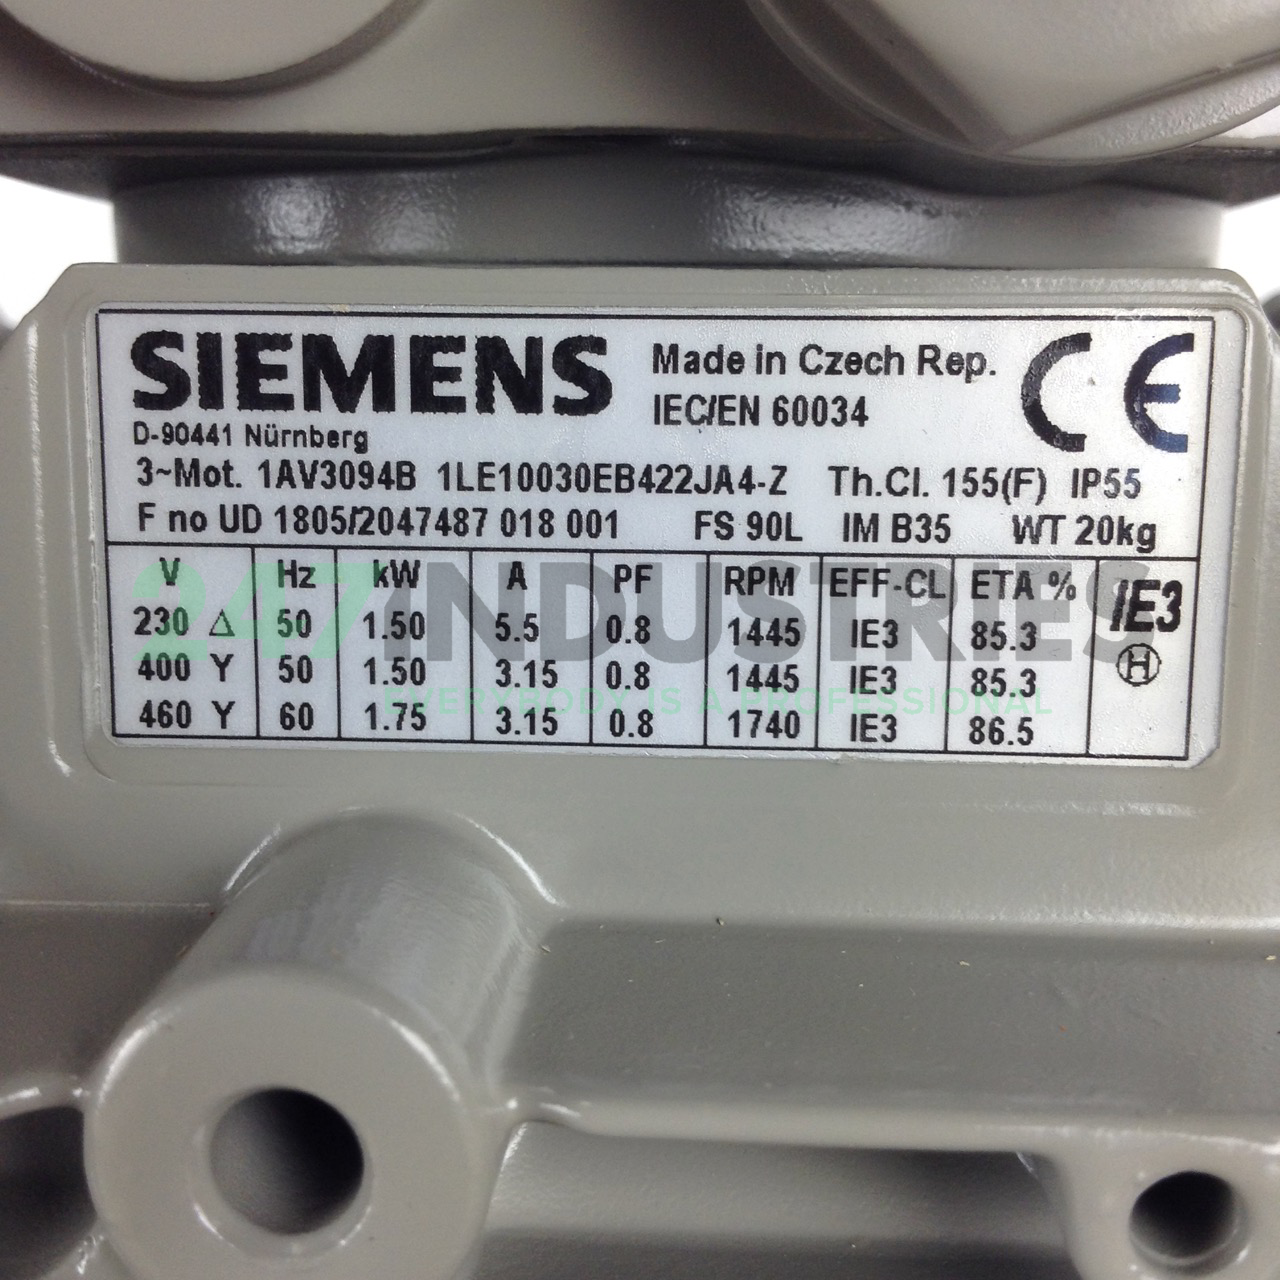 SIEMENS
Made in Czech Rep.
CE
IEC/EN 60034
D-90441 Nürnberg
3~Mot. 1AV3094B 1LE10030EB422JA4-Z Th.Cl. 155(F) IP55
F no UD 1805/2047487 018 001 FS 90L IM B35 WT 20kg
V Hz kW A PF RPM EFF-CL ETA % IE3
230 Δ 50 1.50 5.5 0.8 1445 IE3 85.3
400 Y 50 1.50 3.15 0.8 1445 IE3 85.3
460 Y 60 1.75 3.15 0.8 1740 IE3 86.5
H
247 INDUSTRIES
EVERYBODY IS A PROFESSIONAL